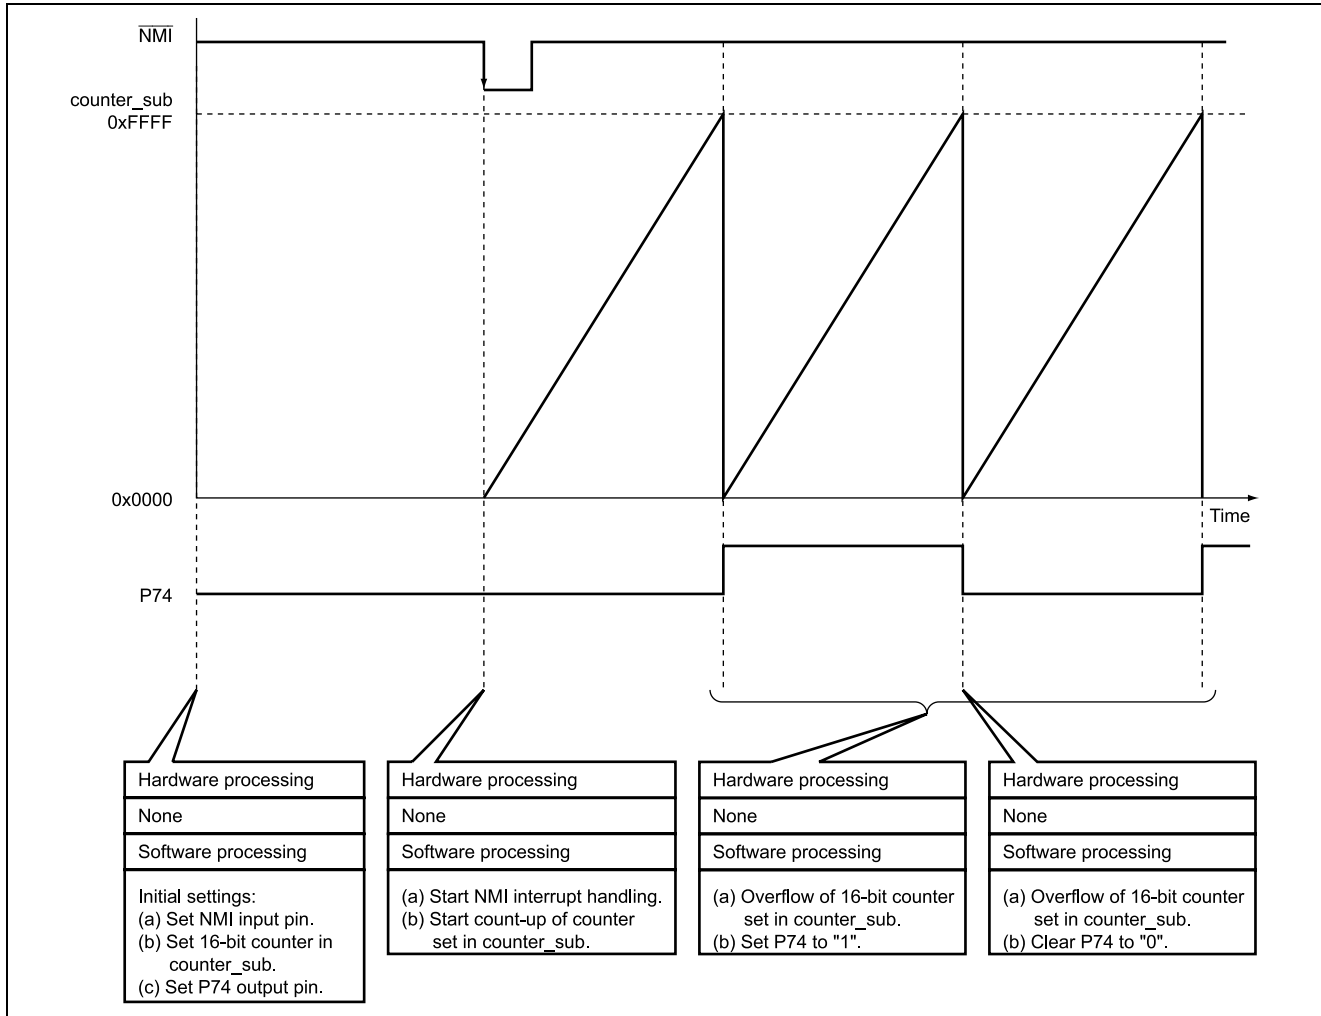 NMI
counter_sub
0xFFFF
0x0000
Time
P74
Hardware processing
None
Software processing
Initial settings:
(a) Set NMI input pin.
(b) Set 16-bit counter in
counter_sub.
(c) Set P74 output pin.
Hardware processing
None
Software processing
(a) Start NMI interrupt handling.
(b) Start count-up of counter
set in counter_sub.
Hardware processing
None
Software processing
(a) Overflow of 16-bit counter
set in counter_sub.
(b) Set P74 to "1".
Hardware processing
None
Software processing
(a) Overflow of 16-bit counter
set in counter_sub.
(b) Clear P74 to "0".